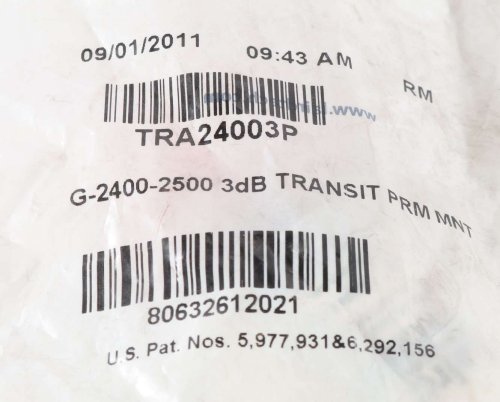 09/01/2011 09:43 AM RM
TRA24003P
G-2400-2500 3dB TRANSIT PRM MNT
80632612021
U.S. Pat. Nos. 5,977,931&6,292,156